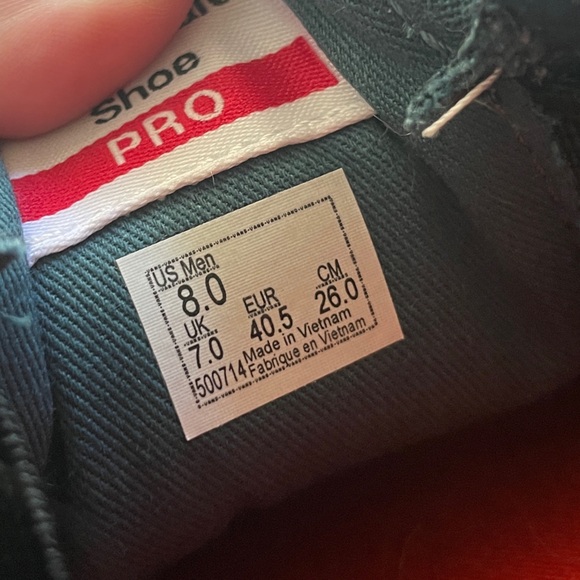 Shoe
PRO
US Men
8.0
UK
7.0
EUR
40.5
CM.
26.0
500714
Made in Vietnam
Fabrique en Vietnam